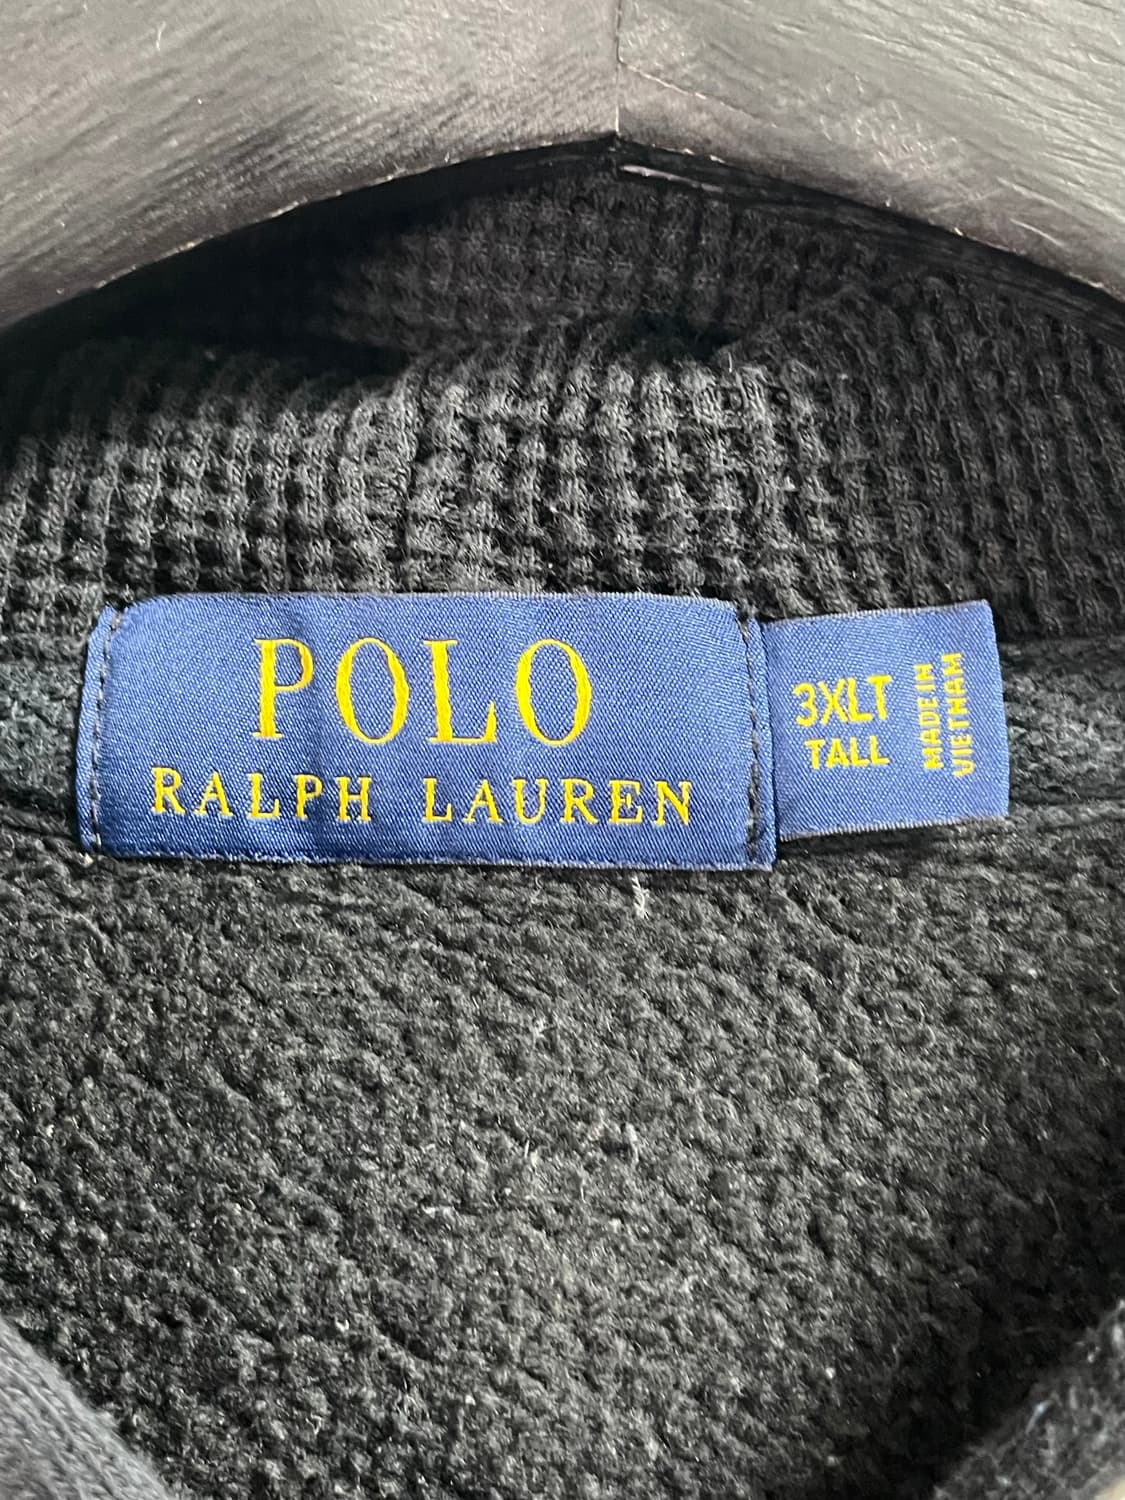 POLO
RALPH LAUREN
3XLT
TALL
MADE IN
VIETNAM